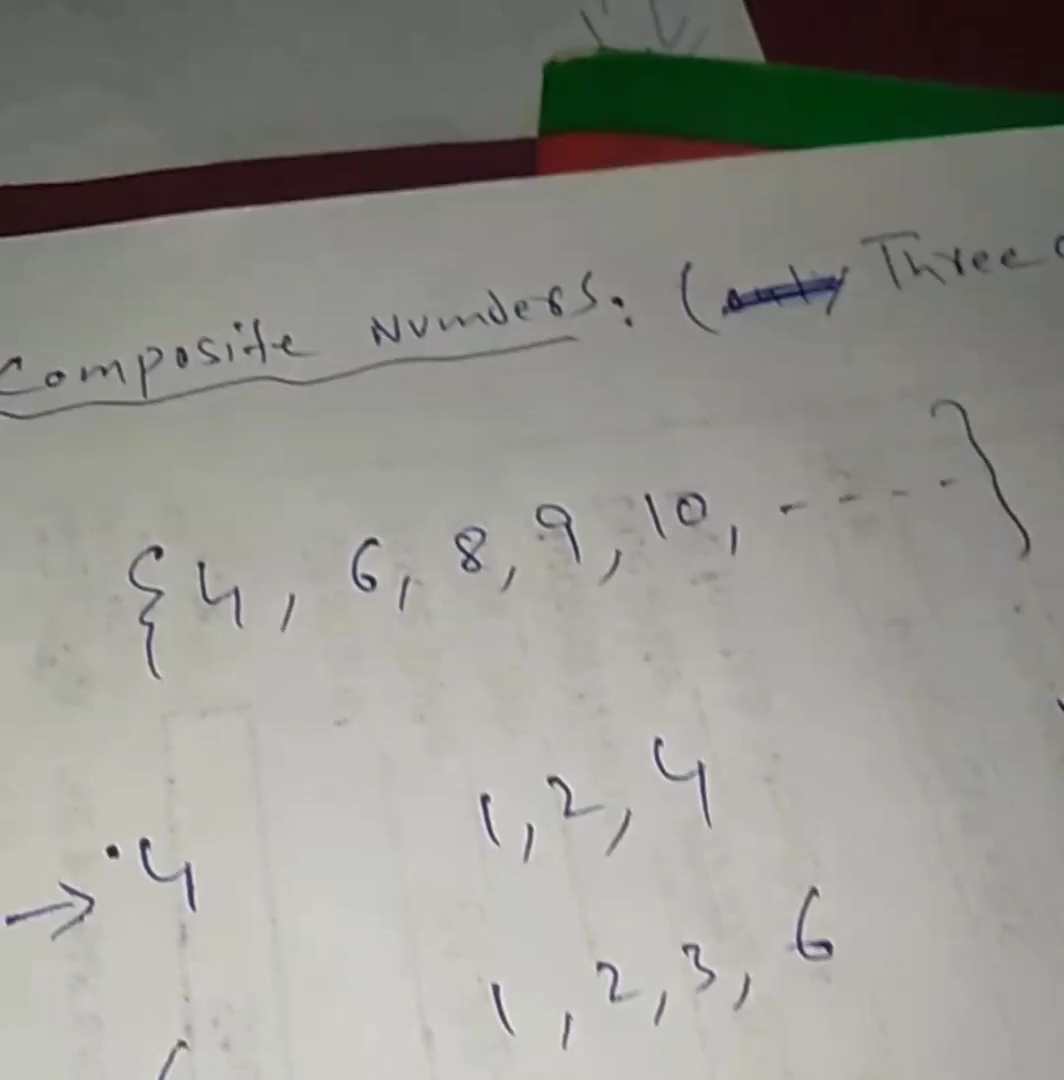 Composite Numbers: (Three
{4, 6, 8, 9, 10, - - - -}
→ •4 1, 2, 4
1, 2, 3, 6